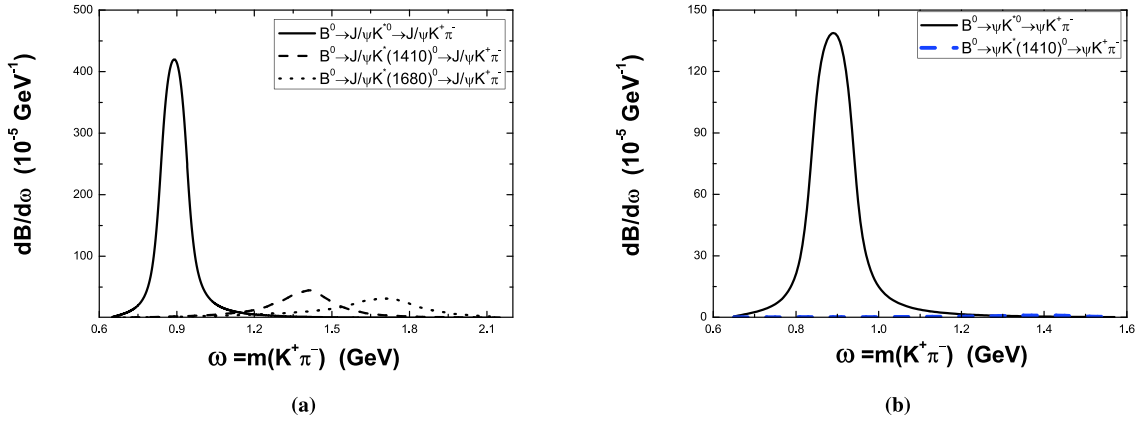 500
400
300
200
100
dB/dω (10⁻⁵ GeV⁻¹)
B⁰→J/ψK*⁰→J/ψK⁺π⁻
B⁰→J/ψK*(1410)⁰→J/ψK⁺π⁻
B⁰→J/ψK*(1680)⁰→J/ψK⁺π⁻
0.6 0.9 1.2 1.5 1.8 2.1
ω =m(K⁺π⁻) (GeV)
(a)
150
120
90
60
30
0
dB/dω (10⁻⁵ GeV⁻¹)
B⁰→ψK*⁰→ψK⁺π⁻
B⁰→ψK*(1410)⁰→ψK⁺π⁻
0.6 0.8 1.0 1.2 1.4 1.6
ω =m(K⁺π⁻) (GeV)
(b)